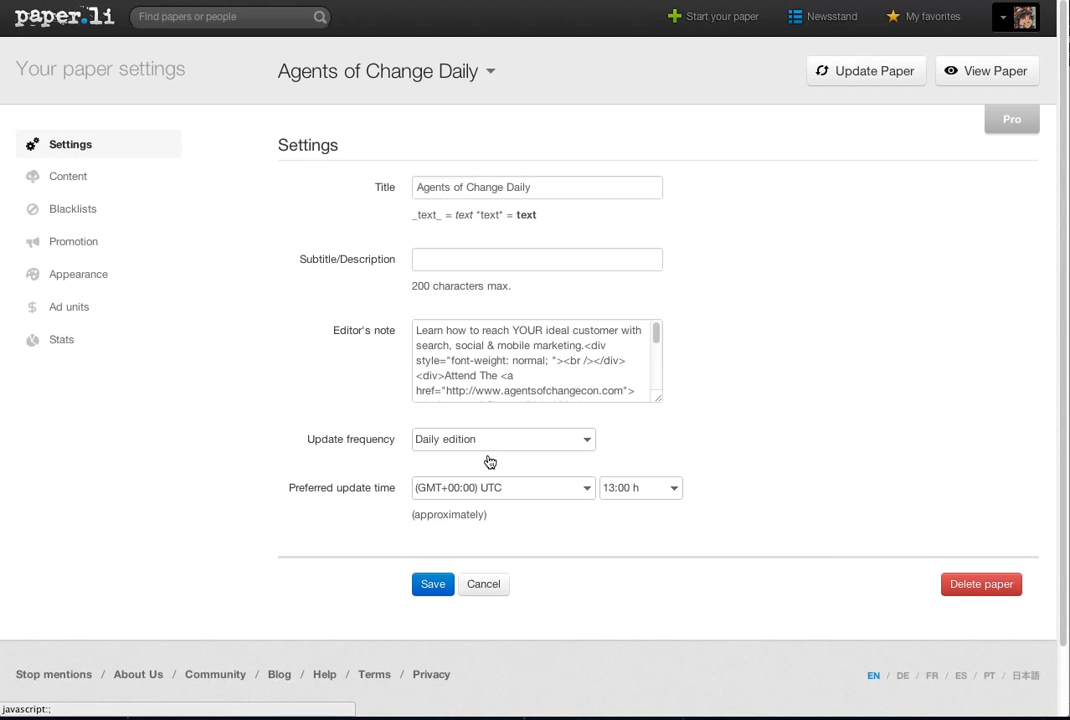 paper.li
Find papers or people
Start your paper
Newsstand
My favorites
Your paper settings
Agents of Change Daily
Update Paper
View Paper
Pro
Settings
Content
Blacklists
Promotion
Appearance
Ad units
Stats
Settings
Title
Agents of Change Daily
_text_ = text *text* = text
Subtitle/Description
200 characters max.
Editor's note
Learn how to reach YOUR ideal customer with
search, social & mobile marketing.<div
style="font-weight: normal; "><br /></div>
<div>Attend The <a
href="http://www.agentsofchangecon.com">
Update frequency
Daily edition
Preferred update time
(GMT+00:00) UTC
13:00 h
(approximately)
Save
Cancel
Delete paper
Stop mentions / About Us / Community / Blog / Help / Terms / Privacy
EN / DE / FR / ES / PT / 日本語
javascript:;